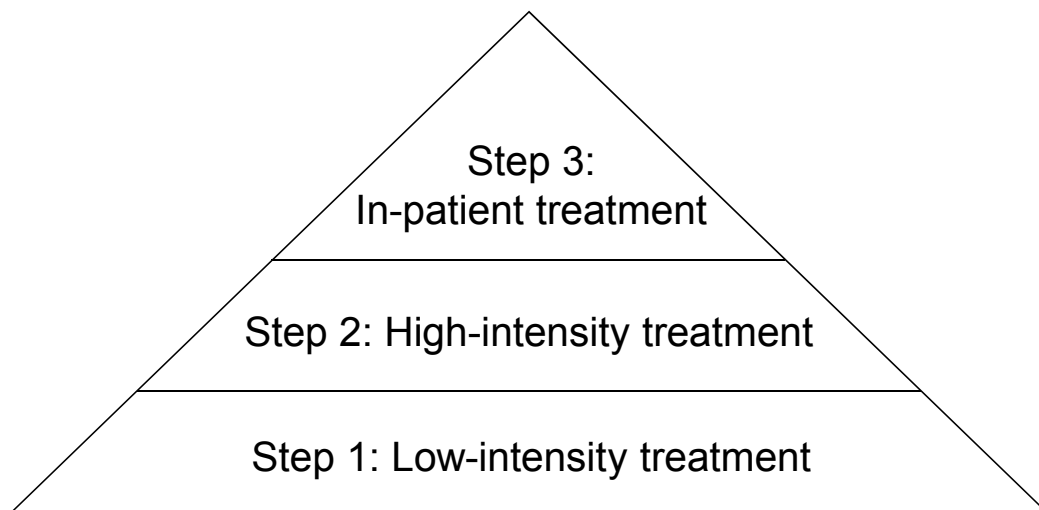 Step 3:
In-patient treatment
Step 2: High-intensity treatment
Step 1: Low-intensity treatment